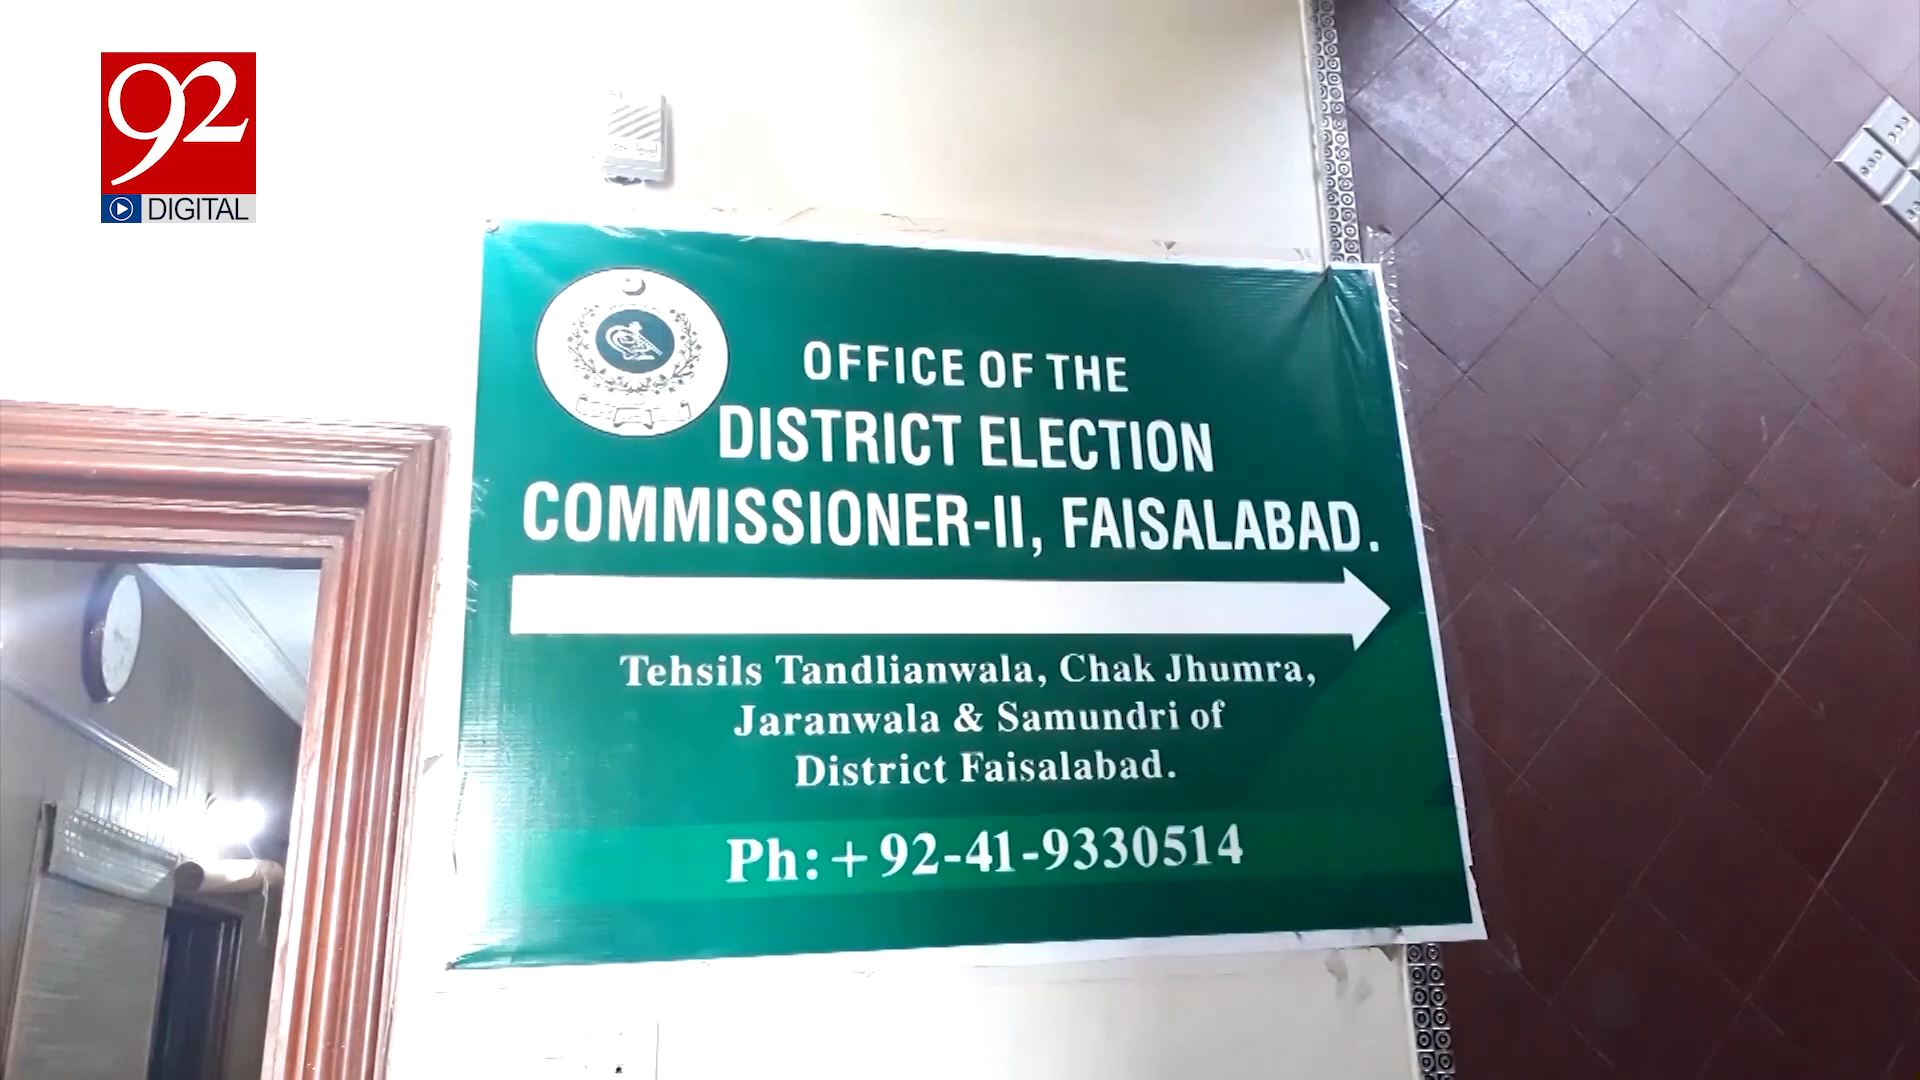 92
DIGITAL
OFFICE OF THE
DISTRICT ELECTION
COMMISSIONER-II, FAISALABAD.
Tehsils Tandlianwala, Chak Jhumra,
Jaranwala & Samundri of
District Faisalabad.
Ph: + 92-41-9330514